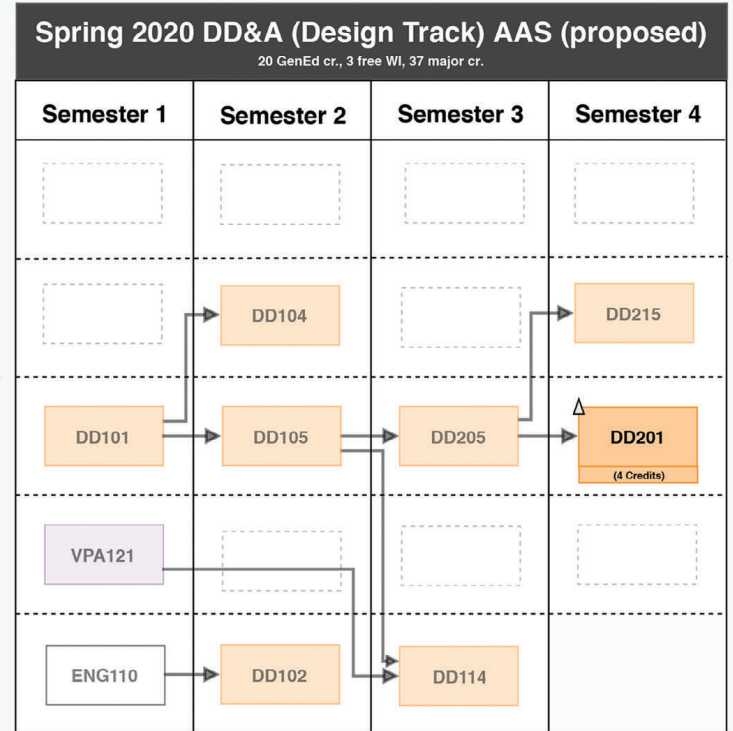 Spring 2020 DD&A (Design Track) AAS (proposed)
20 GenEd cr., 3 free WI, 37 major cr.
Semester 1
Semester 2
Semester 3
Semester 4
DD104
DD215
DD101
DD105
DD205
DD201
(4 Credits)
VPA121
ENG110
DD102
DD114